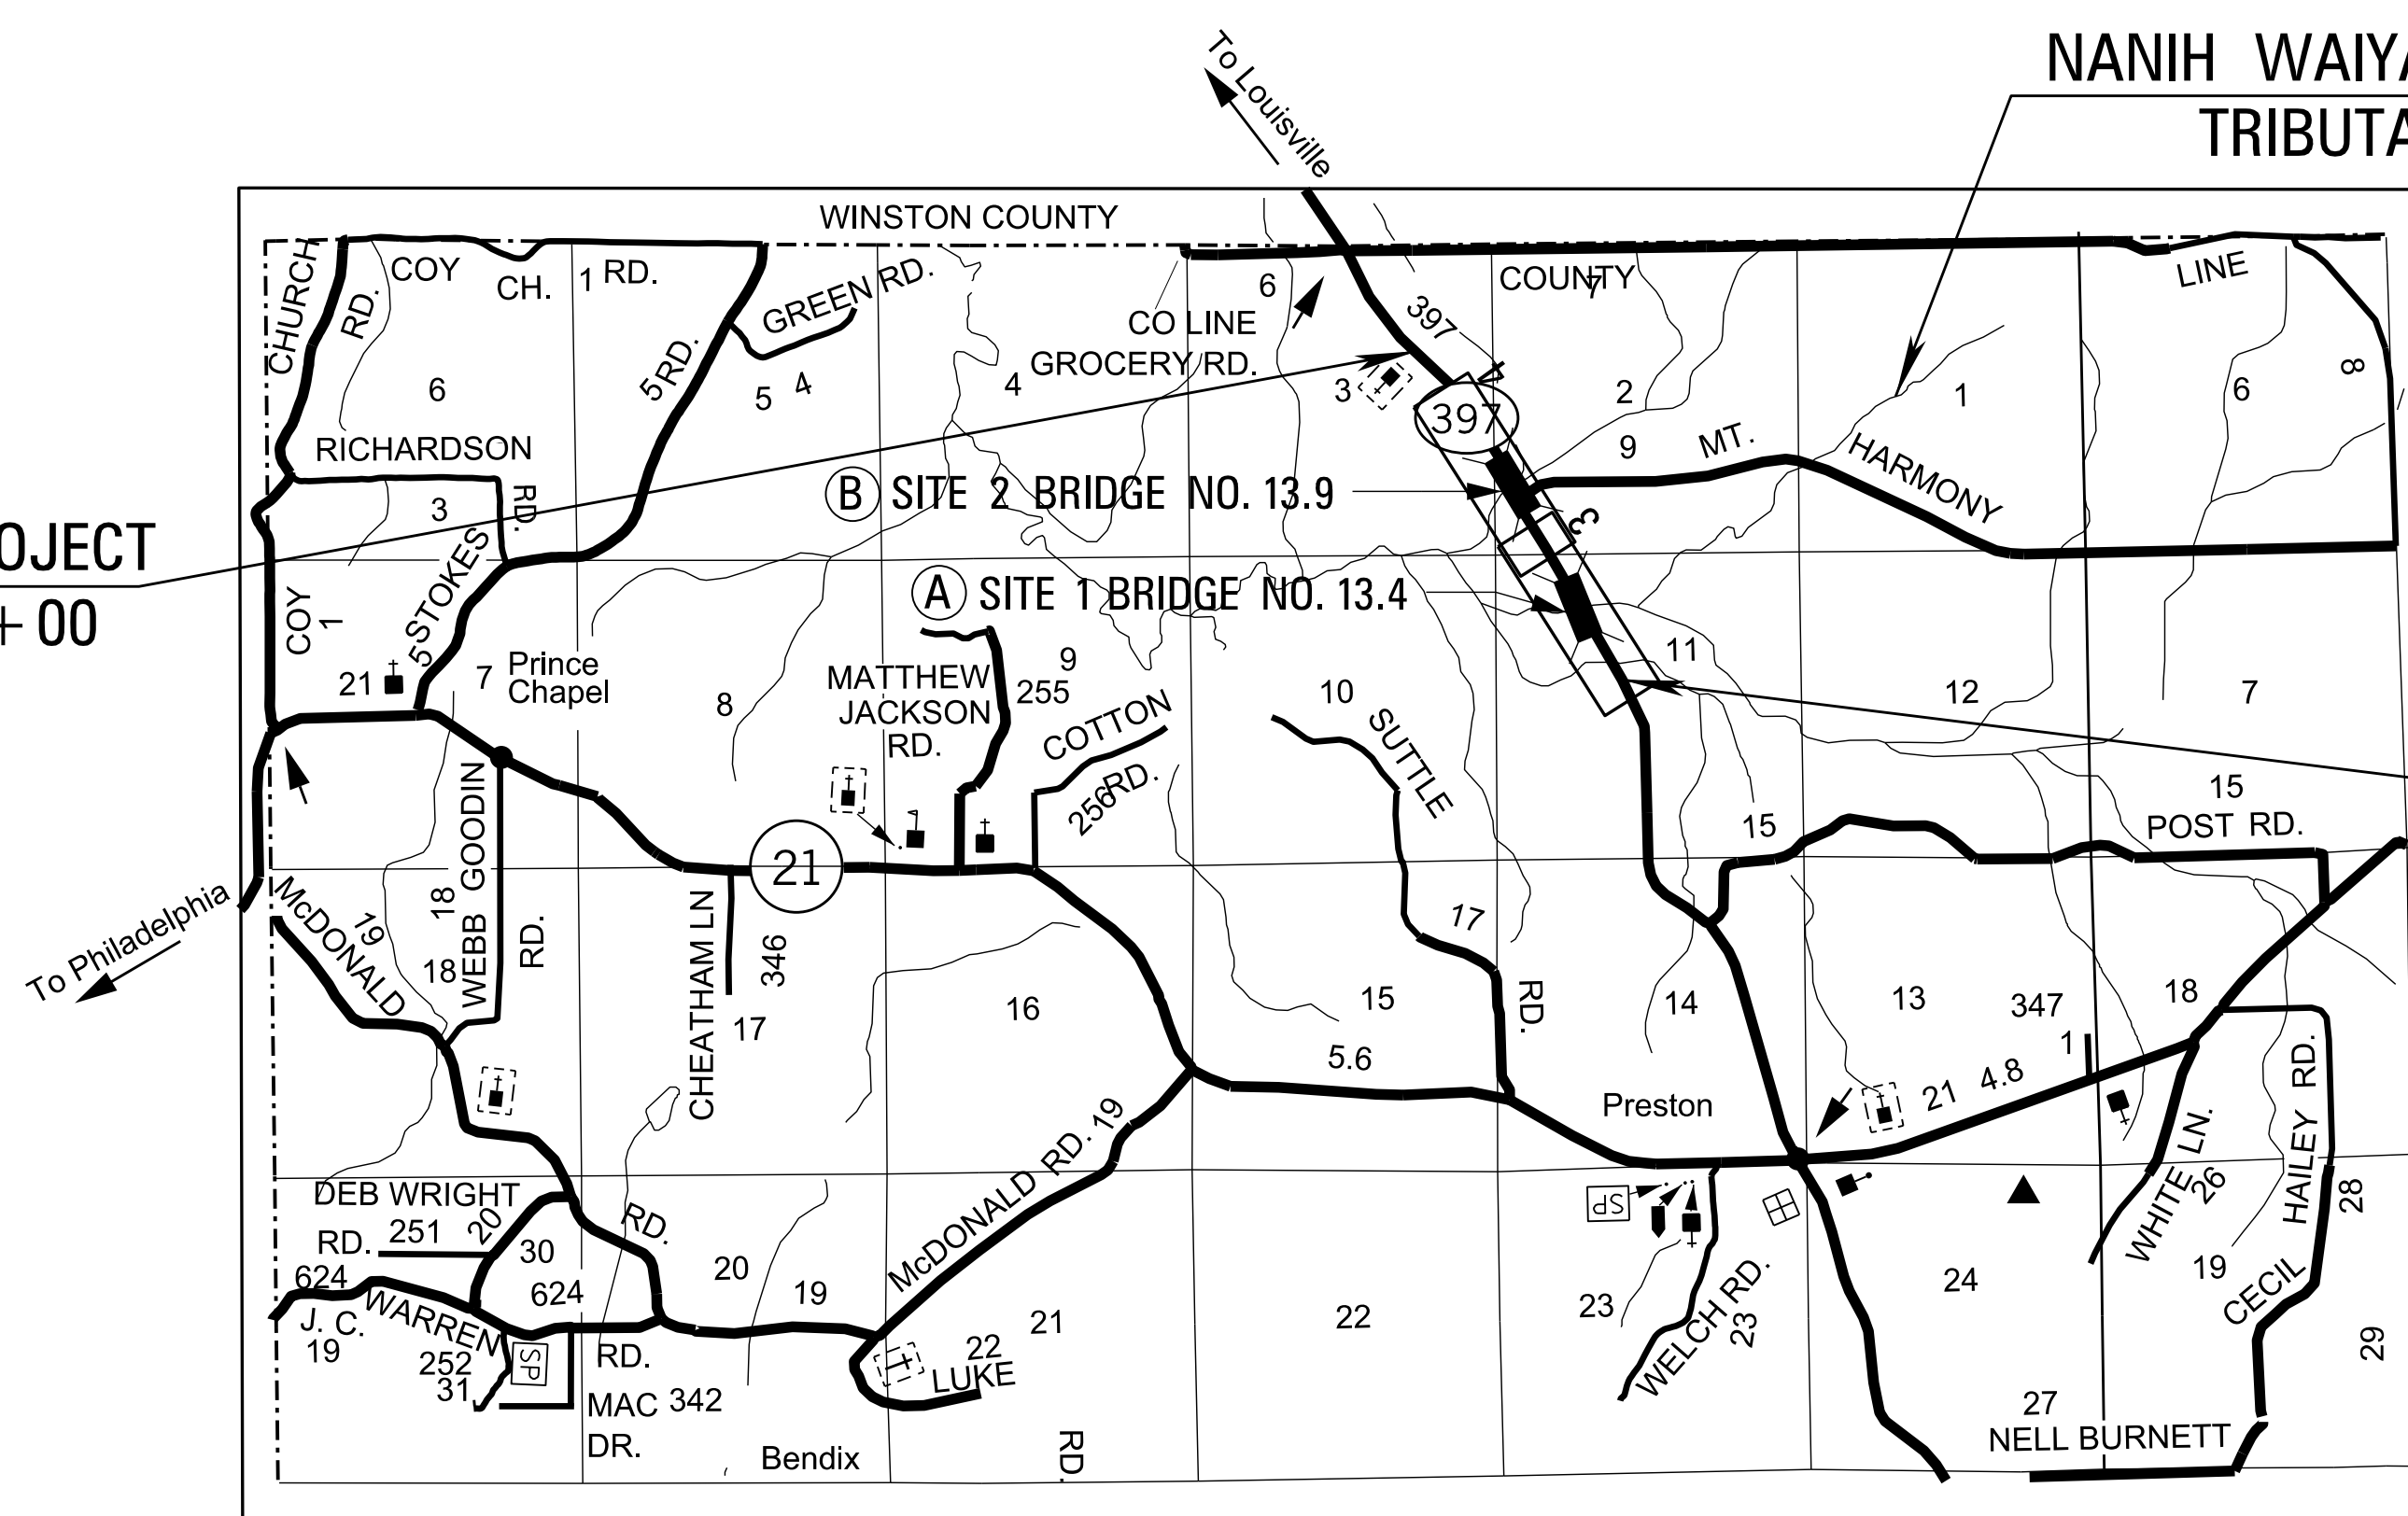 NANIH WAIYA
TRIBUTA
To Louisville
WINSTON COUNTY
CHURCH
RD.
COY
CH.
1
RD.
GREEN RD.
6
COUNTY
7
LINE
397
CO LINE
GROCERY RD.
6
5
RD.
5
4
4
3
4
2
1
6
8
397
9
MT.
HARMONY
RICHARDSON
RD.
3
B SITE 2 BRIDGE NO. 13.9
3
OJECT
+ 00
STOKES
5
A SITE 1 BRIDGE NO. 13.4
COY
1
21
7
Prince
Chapel
8
MATTHEW
JACKSON
RD.
9
255
COTTON
256
RD.
10
SUTTLE
11
12
7
15
POST RD.
15
WEBB GOODIN
RD.
18
18
21
To Philadelphia
McDONALD
19
CHEATHAM LN
346
17
16
15
17
RD.
14
13
347
18
1
5.6
Preston
21
4.8
HAILEY RD.
WHITE LN.
26
28
McDONALD RD.
19
DEB WRIGHT
RD.
251
20
30
RD.
624
624
20
19
SP
J. C.
WARREN
RD.
19
252
31
SP
MAC
DR.
342
Bendix
21
22
LUKE
RD.
22
23
WELCH RD.
23
24
19
CECIL
29
27
NELL BURNETT